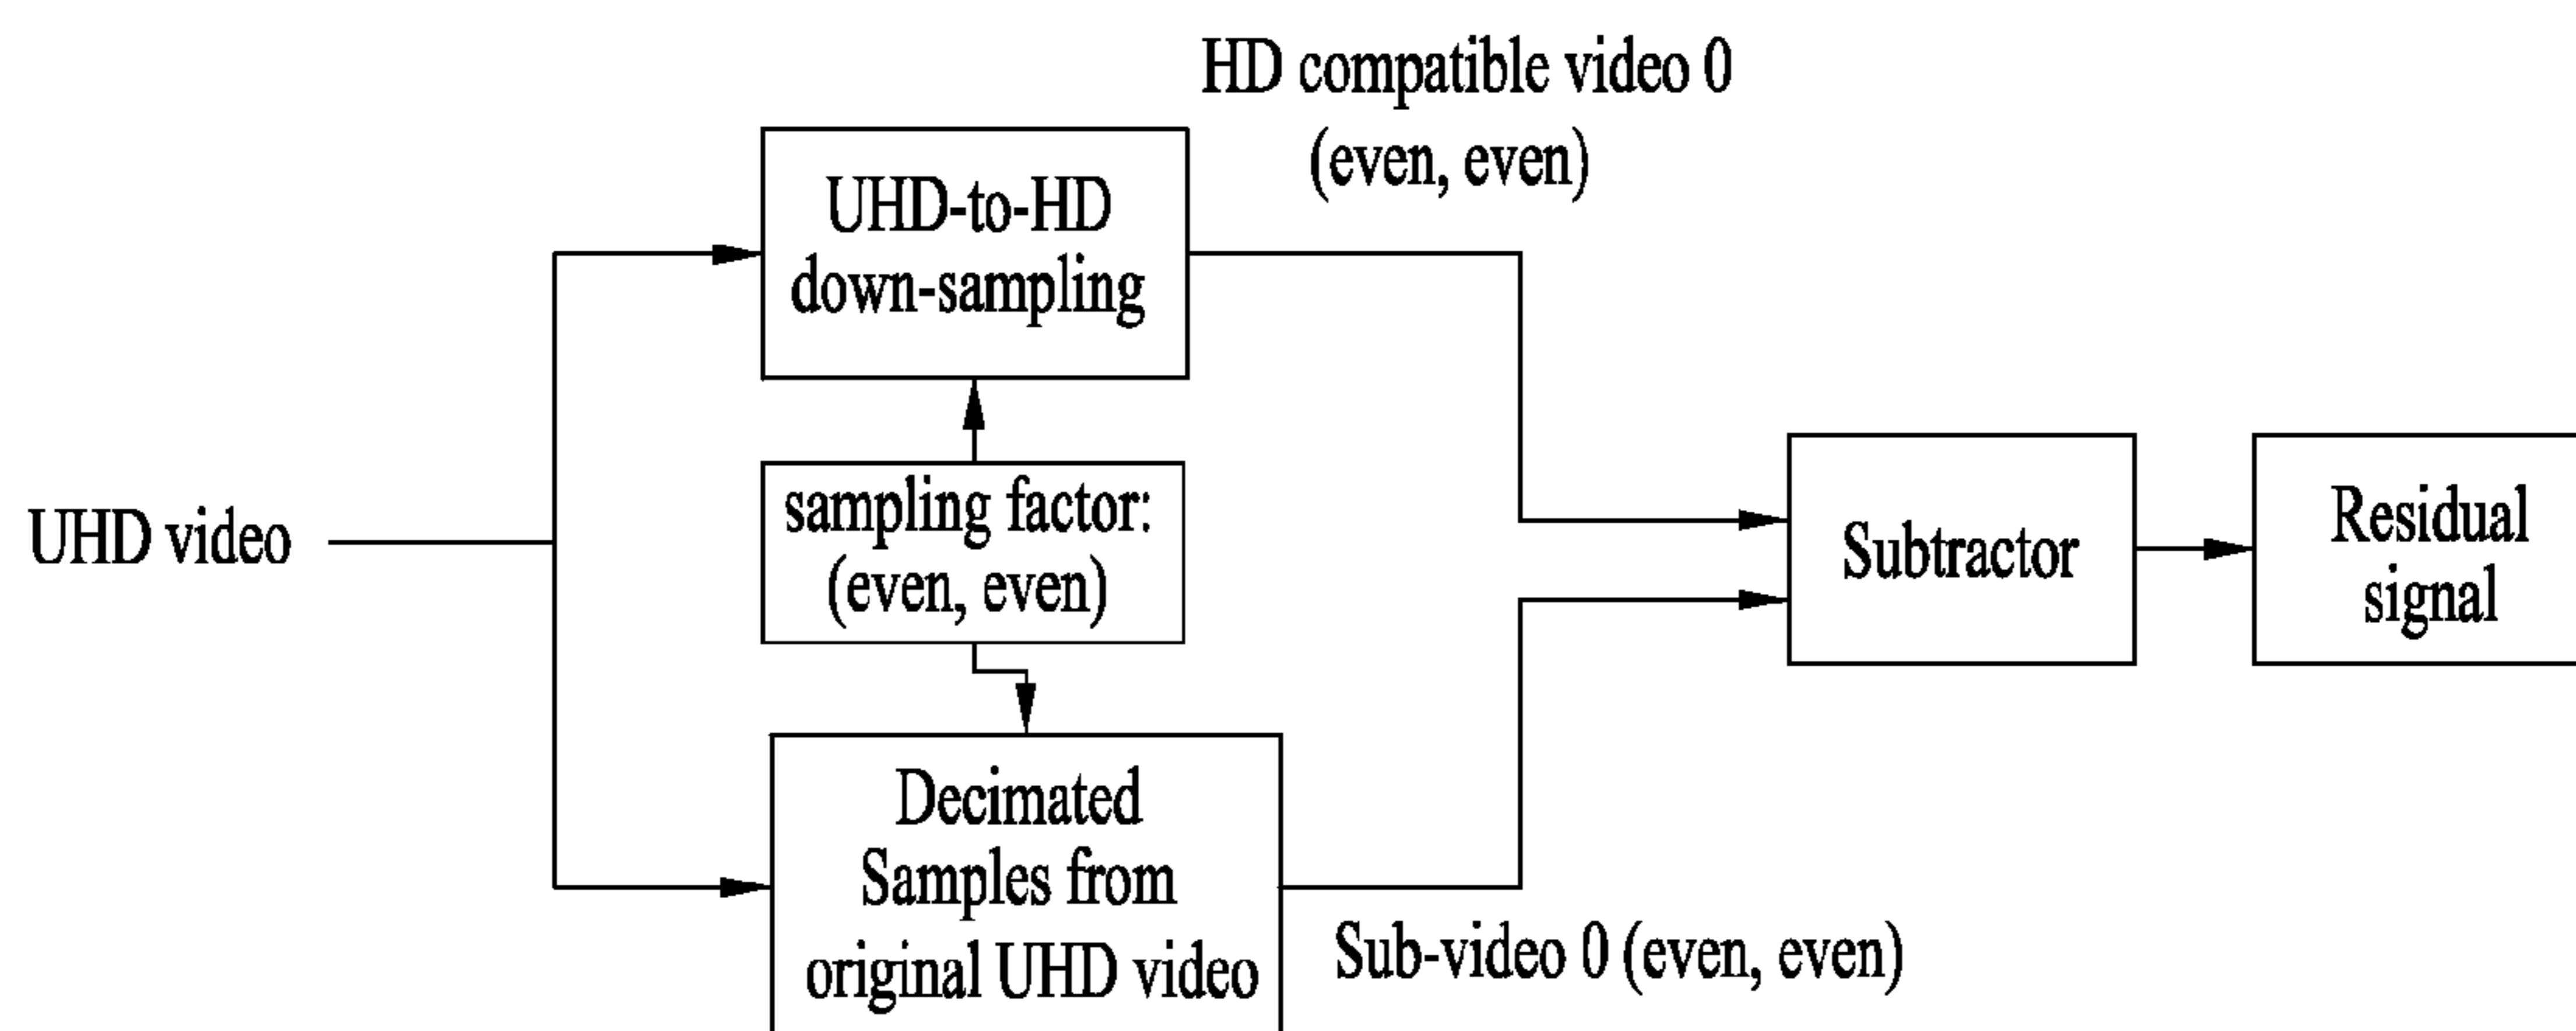 HD compatible video 0
(even, even)
UHD-to-HD
down-sampling
sampling factor:
(even, even)
UHD video
Subtractor
Residual
signal
Decimated
Samples from
original UHD video
Sub-video 0 (even, even)